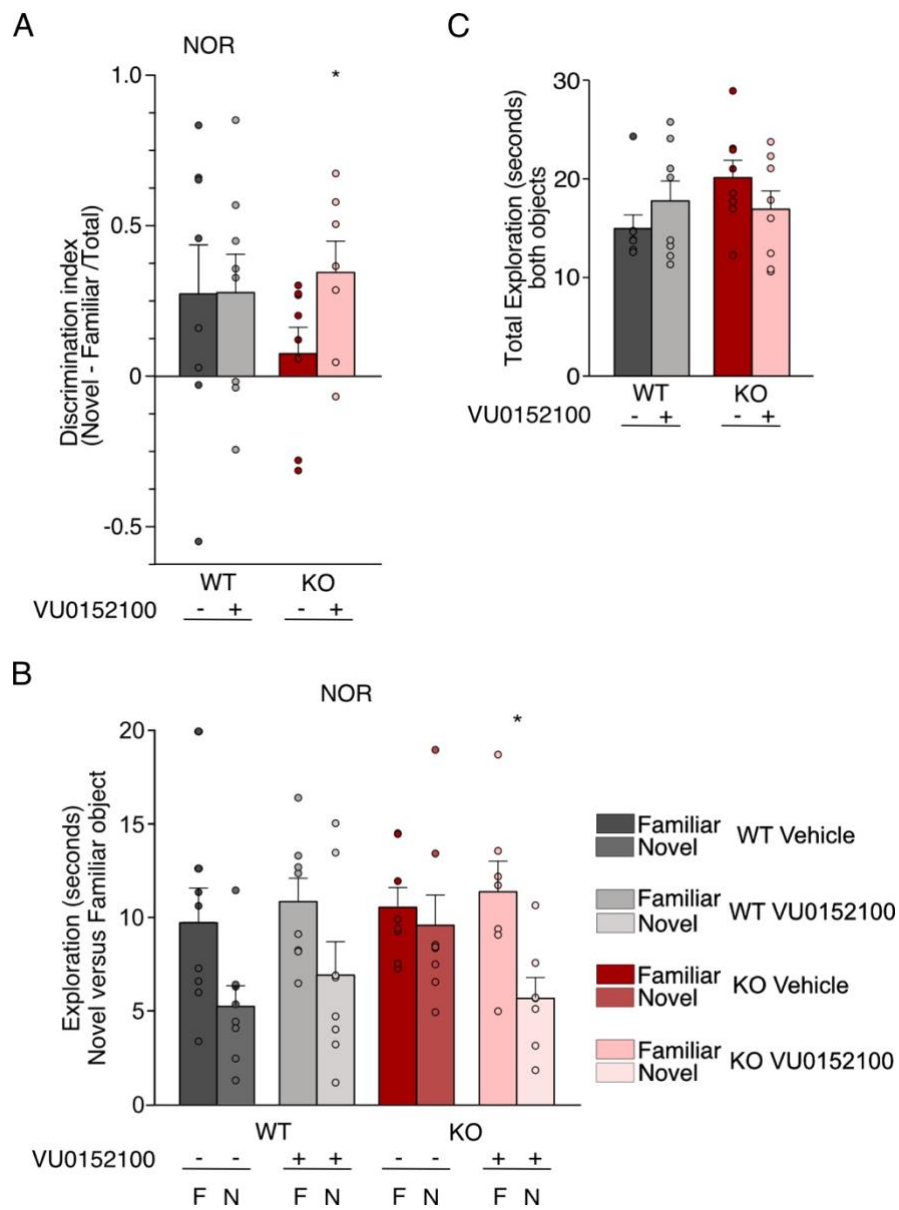 A
NOR
*
1.0
0.5
0
-0.5
Discrimination index
(Novel - Familiar /Total)
WT KO
VU0152100 - + - +
C
30
20
10
0
Total Exploration (seconds)
both objects
WT KO
VU0152100 - + - +
B
NOR
*
20
15
10
5
0
Exploration (seconds)
Novel versus Familiar object
WT KO
VU0152100 - - + + - - + +
F N F N F N F N
Familiar
Novel
WT Vehicle
Familiar
Novel
WT VU0152100
Familiar
Novel
KO Vehicle
Familiar
Novel
KO VU0152100